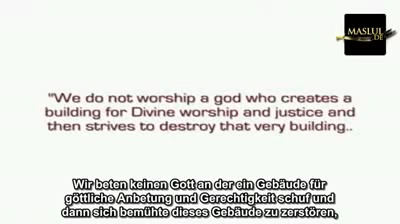 MASLUL
.DE
"We do not worship a god who creates a
building for Divine worship and justice and
then strives to destroy that very building..
Wir beten keinen Gott an der ein Gebäude für
göttliche Anbetung und Gerechtigkeit schuf und
dann sich bemühte dieses Gebäude zu zerstören,